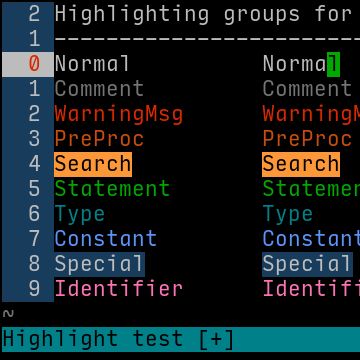 2 Highlighting groups for
1 -----------------------
0 Normal Normal
1 Comment Comment
2 WarningMsg WarningM
3 PreProc PreProc
4 Search Search
5 Statement Statemen
6 Type Type
7 Constant Constant
8 Special Special
9 Identifier Identifi
~
Highlight test [+]